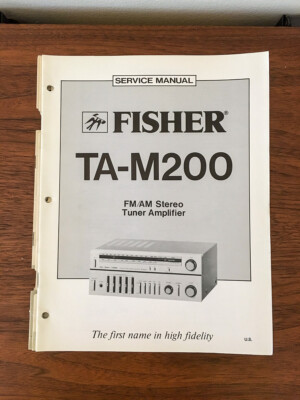 SERVICE MANUAL
FISHER®
TA-M200
FM/AM Stereo
Tuner Amplifier
The first name in high fidelity
U.S.